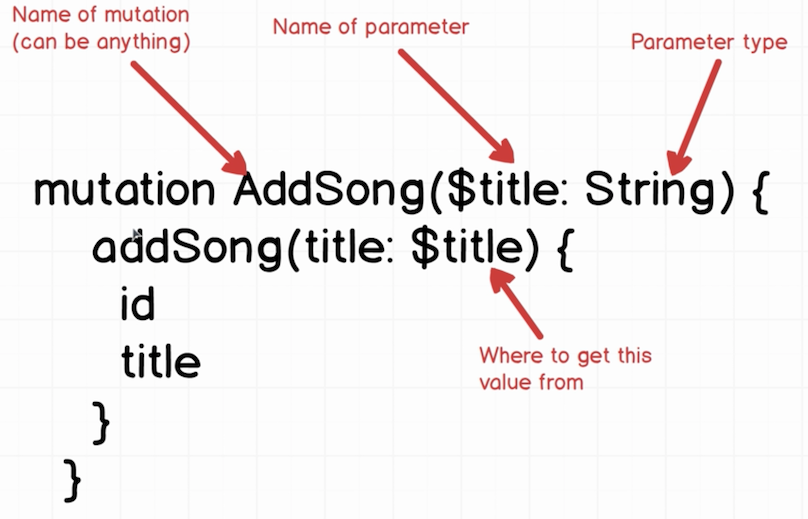 Name of mutation
(can be anything)
Name of parameter
Parameter type
mutation AddSong($title: String) {
addSong(title: $title) {
id
title
Where to get this
value from
}
}